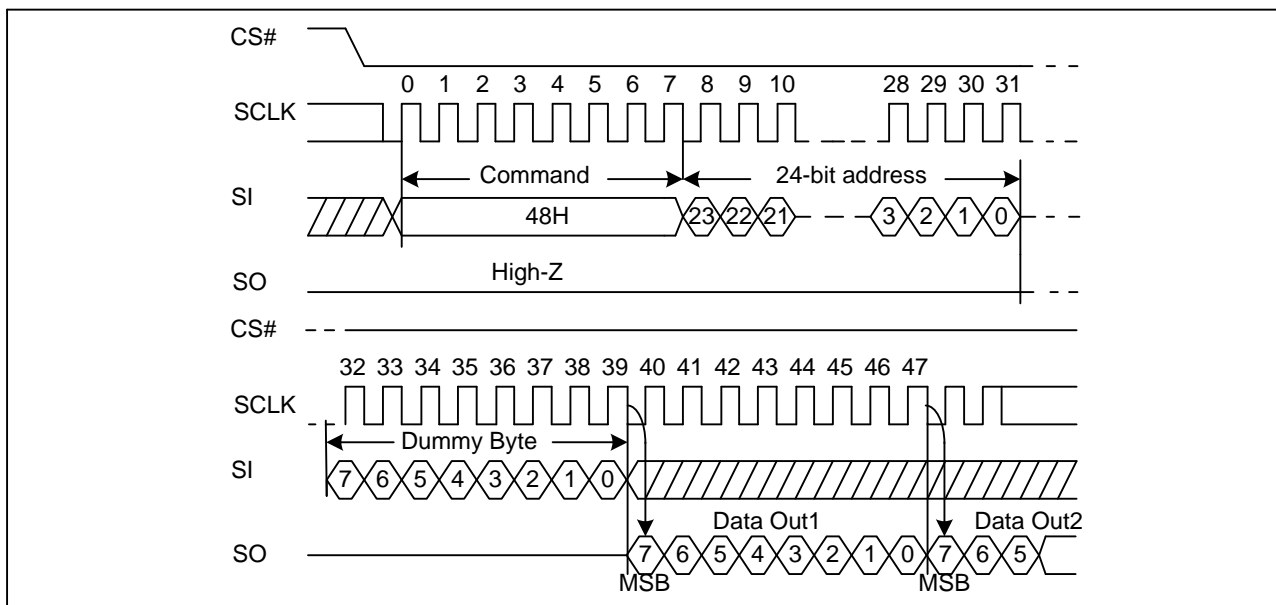 CS#
0 1 2 3 4 5 6 7 8 9 10 28 29 30 31
SCLK
Command 24-bit address
SI
48H 23 22 21 3 2 1 0
High-Z
SO
CS#
32 33 34 35 36 37 38 39 40 41 42 43 44 45 46 47
SCLK
Dummy Byte
SI
7 6 5 4 3 2 1 0
Data Out1 Data Out2
SO
7 6 5 4 3 2 1 0 7 6 5
MSB MSB